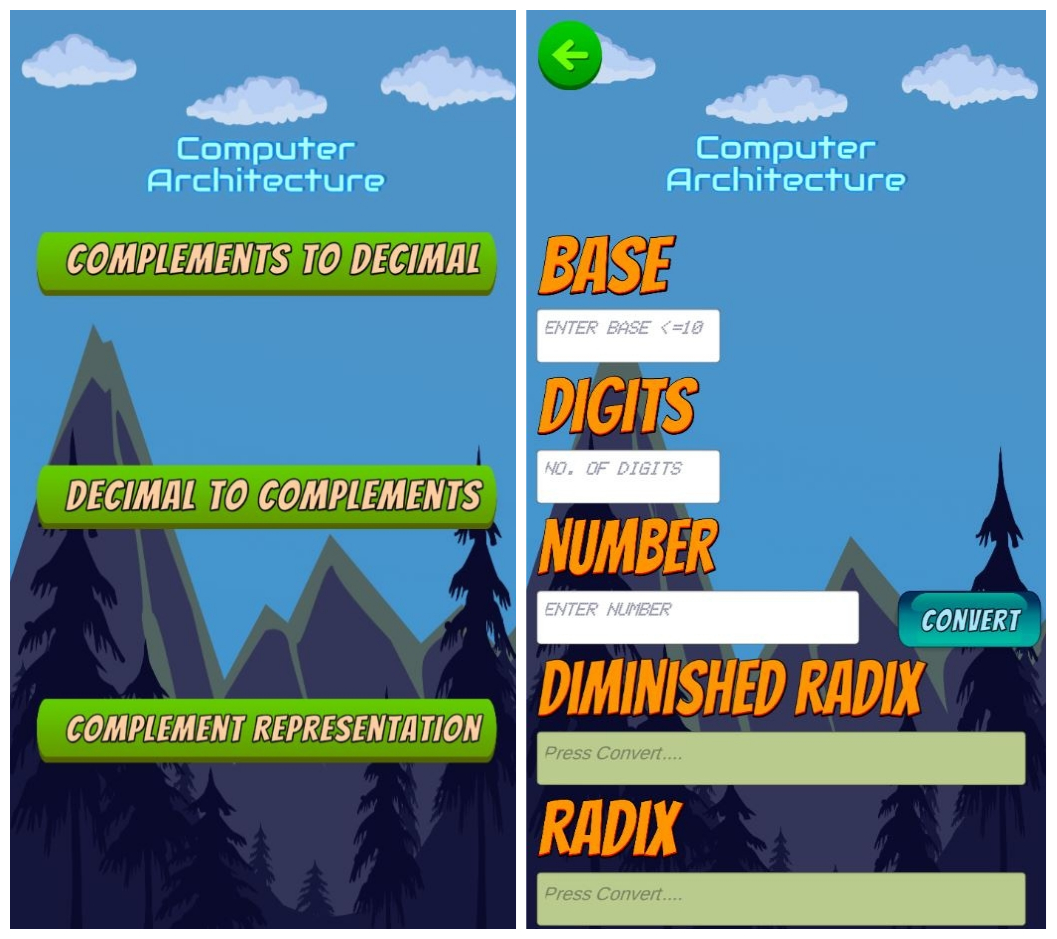 Computer
Architecture
COMPLEMENTS TO DECIMAL
DECIMAL TO COMPLEMENTS
COMPLEMENT REPRESENTATION
Computer
Architecture
BASE
ENTER BASE <=10
DIGITS
NO. OF DIGITS
NUMBER
ENTER NUMBER
CONVERT
DIMINISHED RADIX
Press Convert....
RADIX
Press Convert....